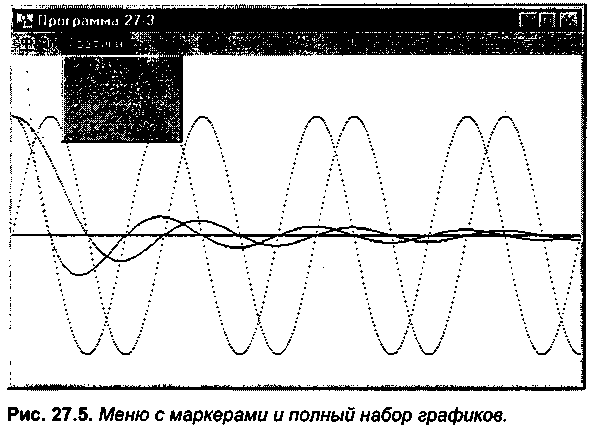 Программа 27-3
Рис. 27.5. Меню с маркерами и полный набор графиков.